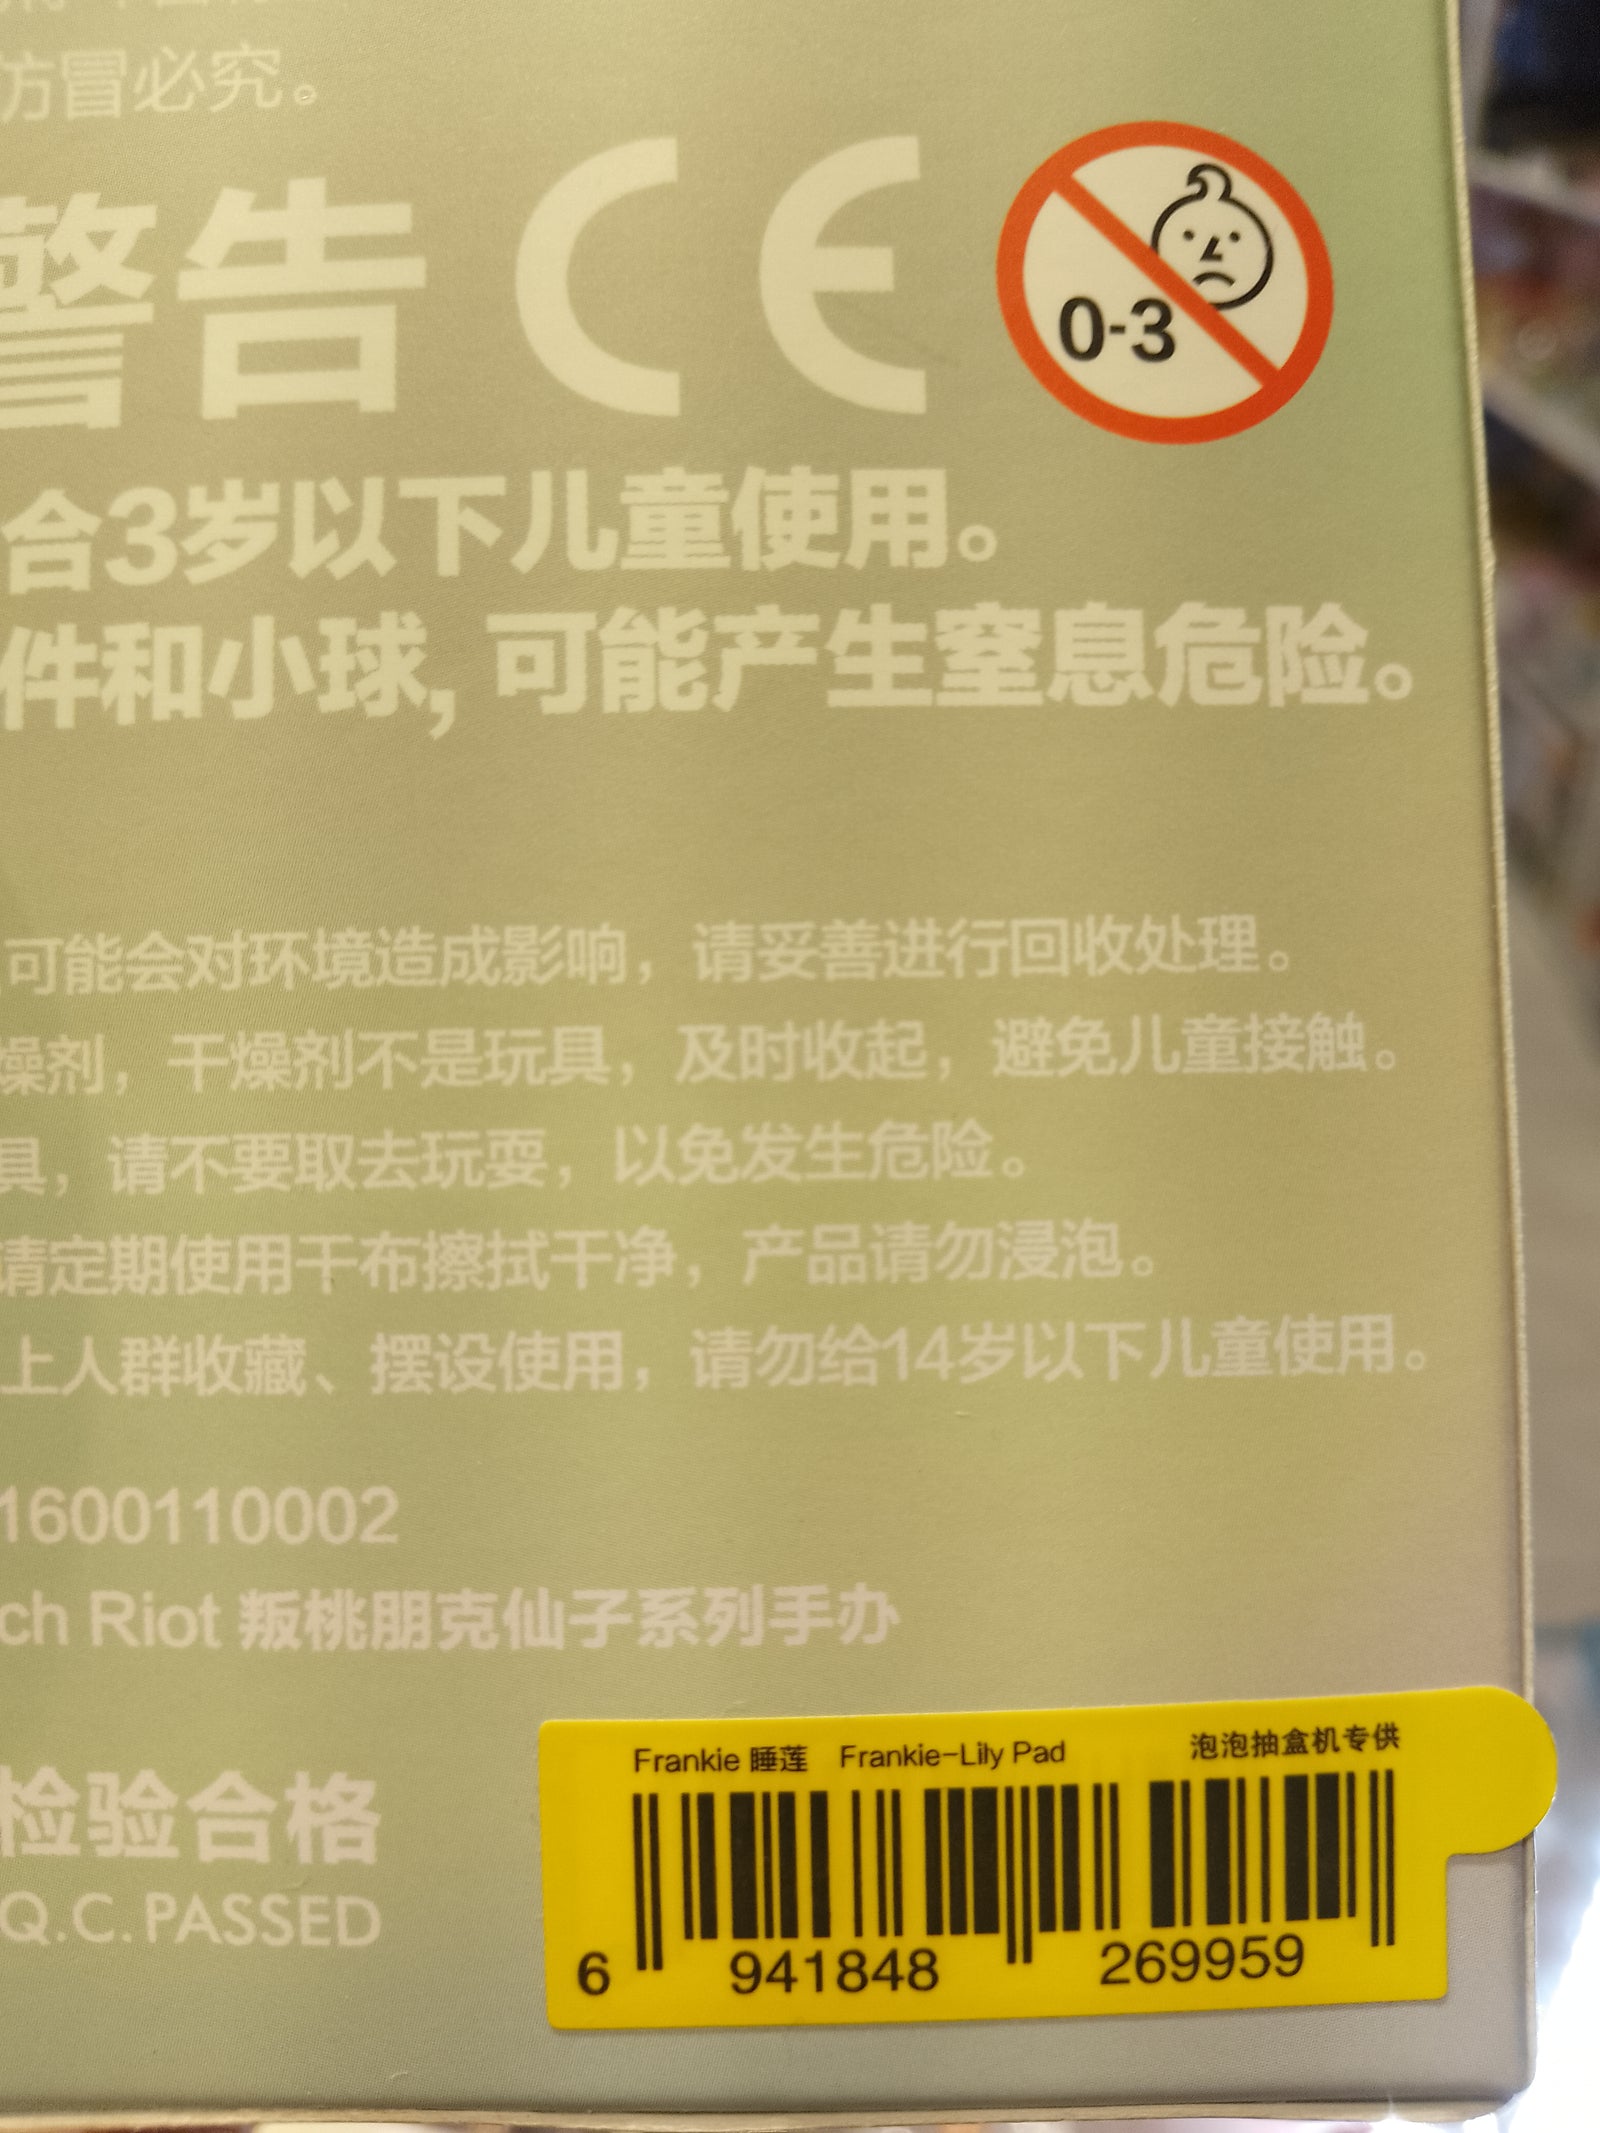 仿冒必究。
警告 CE
0-3
合3岁以下儿童使用。
件和小球, 可能产生窒息危险。
可能会对环境造成影响，请妥善进行回收处理。
燥剂，干燥剂不是玩具，及时收起，避免儿童接触。
具，请不要取去玩耍，以免发生危险。
请定期使用干布擦拭干净，产品请勿浸泡。
上人群收藏、摆设使用，请勿给14岁以下儿童使用。
1600110002
ch Riot 叛桃朋克仙子系列手办
检验合格
Q.C.PASSED
Frankie 睡莲 Frankie-Lily Pad 泡泡抽盒机专供
6 941848 269959